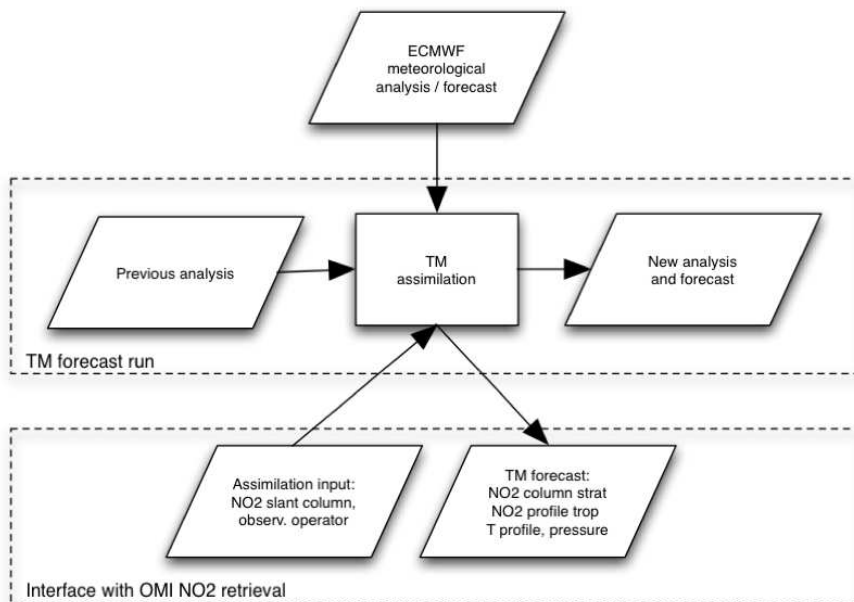 ECMWF
meteorological
analysis / forecast
Previous analysis
TM
assimilation
New analysis
and forecast
TM forecast run
Assimilation input:
NO2 slant column,
observ. operator
TM forecast:
NO2 column strat
NO2 profile trop
T profile, pressure
Interface with OMI NO2 retrieval